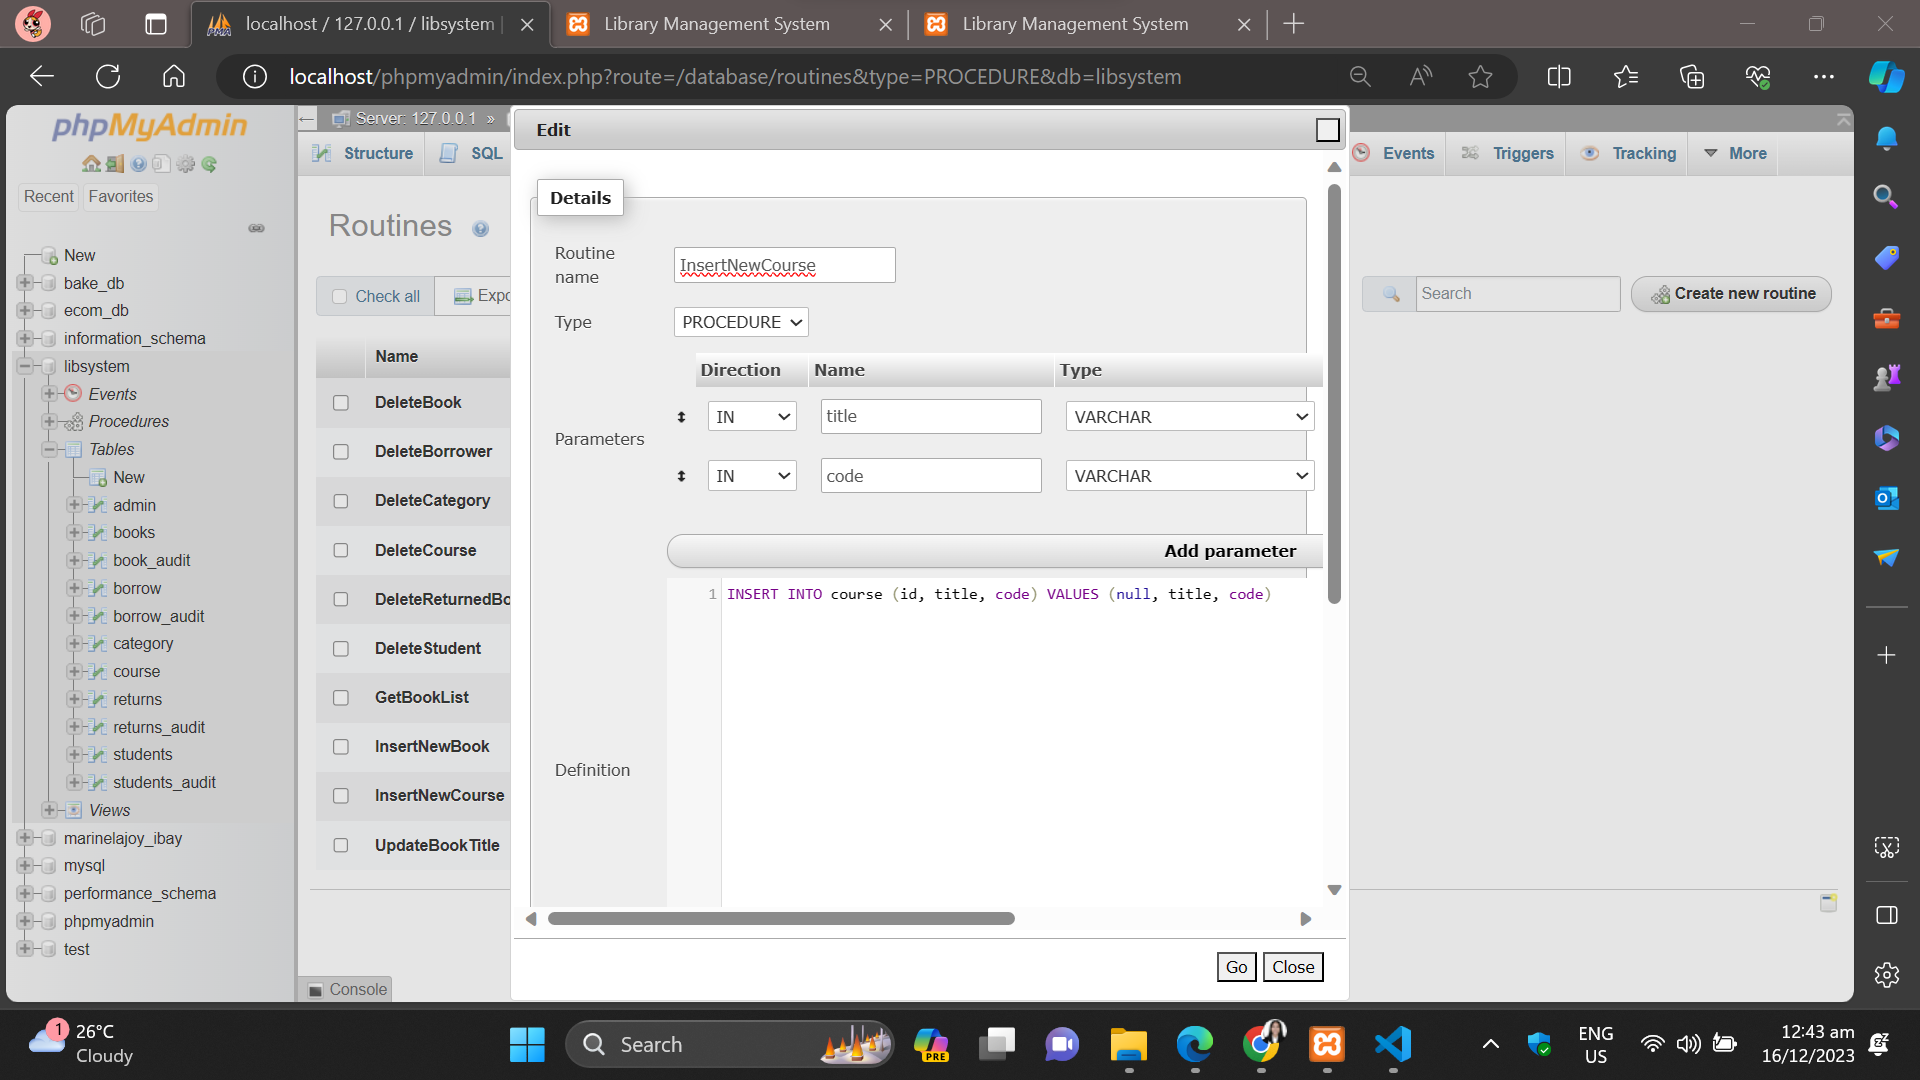 localhost / 127.0.0.1 / libsystem |
Library Management System
Library Management System
localhost/phpmyadmin/index.php?route=/database/routines&type=PROCEDURE&db=libsystem
phpMyAdmin
Recent
Favorites
New
bake_db
ecom_db
information_schema
libsystem
Events
Procedures
Tables
New
admin
books
book_audit
borrow
borrow_audit
category
course
returns
returns_audit
students
students_audit
Views
marinelajoy_ibay
mysql
performance_schema
phpmyadmin
test
Server: 127.0.0.1 »
Structure
SQL
Events
Triggers
Tracking
More
Routines
Check all
Expo
Search
Create new routine
Name
DeleteBook
DeleteBorrower
DeleteCategory
DeleteCourse
DeleteReturnedBo
DeleteStudent
GetBookList
InsertNewBook
InsertNewCourse
UpdateBookTitle
Console
Edit
Details
Routine
name
InsertNewCourse
Type
PROCEDURE
Parameters
Direction Name Type
IN title VARCHAR
IN code VARCHAR
Add parameter
Definition
1 INSERT INTO course (id, title, code) VALUES (null, title, code)
Go
Close
1
26°C
Cloudy
Search
PRE
ENG
US
12:43 am
16/12/2023